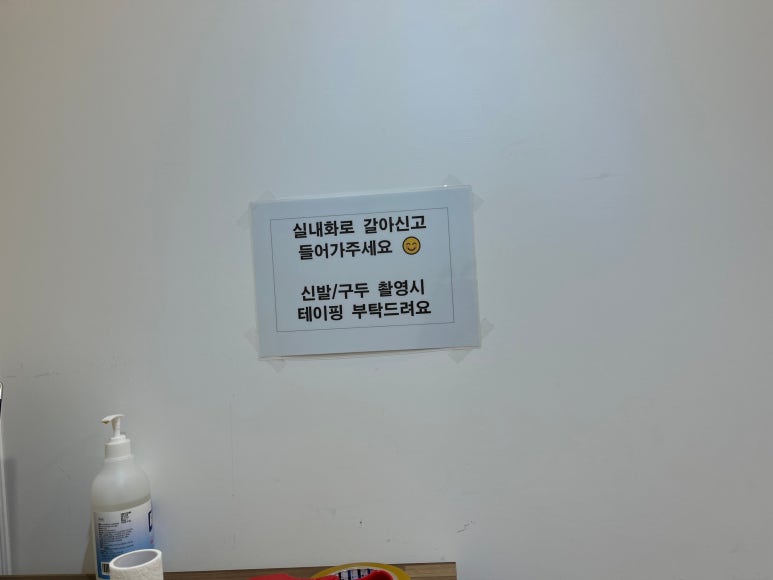 실내화로 갈아신고
들어가주세요 😊
신발/구두 촬영시
테이핑 부탁드려요